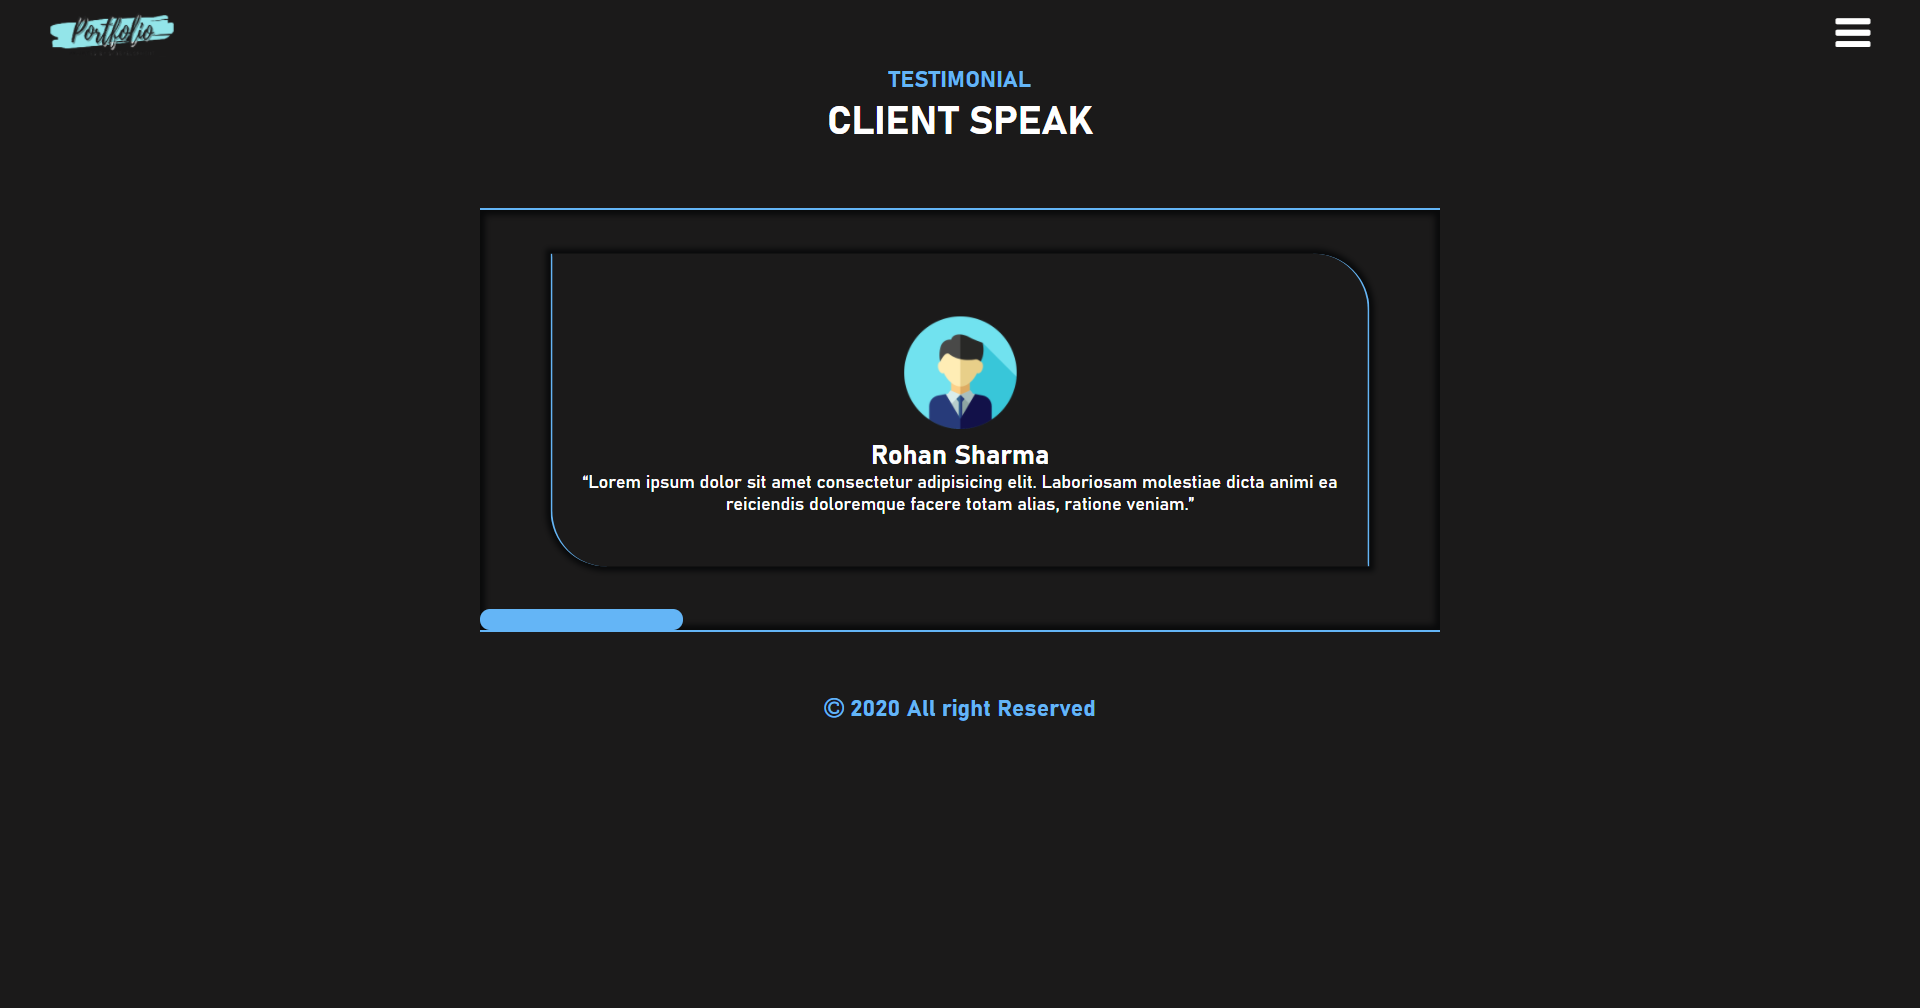 Portfolio
TESTIMONIAL
CLIENT SPEAK
Rohan Sharma
“Lorem ipsum dolor sit amet consectetur adipisicing elit. Laboriosam molestiae dicta animi ea
reiciendis doloremque facere totam alias, ratione veniam.”
© 2020 All right Reserved